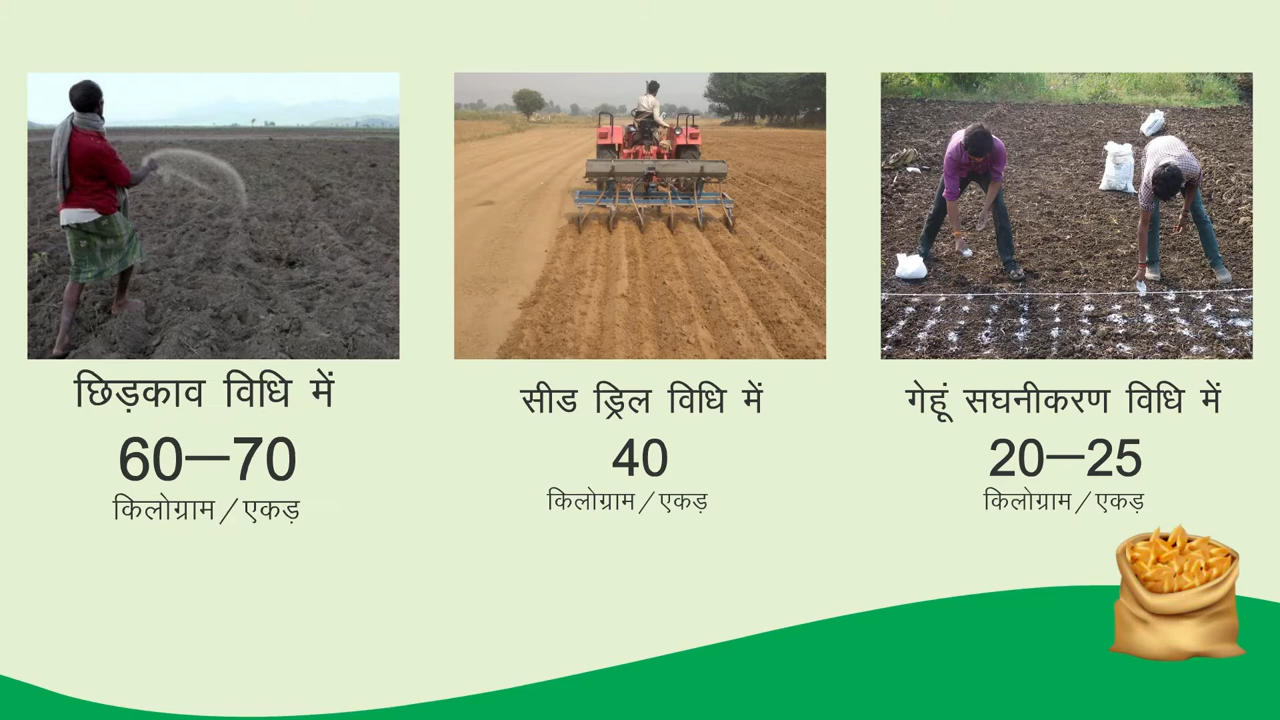 छिड़काव विधि में
60–70
किलोग्राम/एकड़
सीड ड्रिल विधि में
40
किलोग्राम/एकड़
गेहूं सघनीकरण विधि में
20–25
किलोग्राम/एकड़